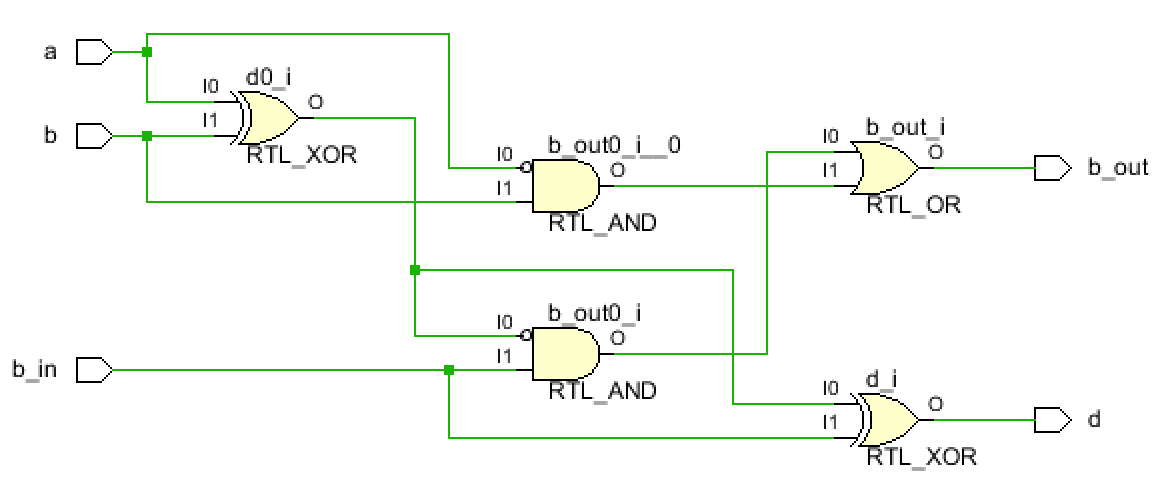 a
b
b_in
d0_i
I0
I1
O
RTL_XOR
b_out0_i__0
I0
I1
O
RTL_AND
b_out0_i
I0
I1
O
RTL_AND
b_out_i
I0
I1
O
RTL_OR
b_out
d_i
I0
I1
O
RTL_XOR
d